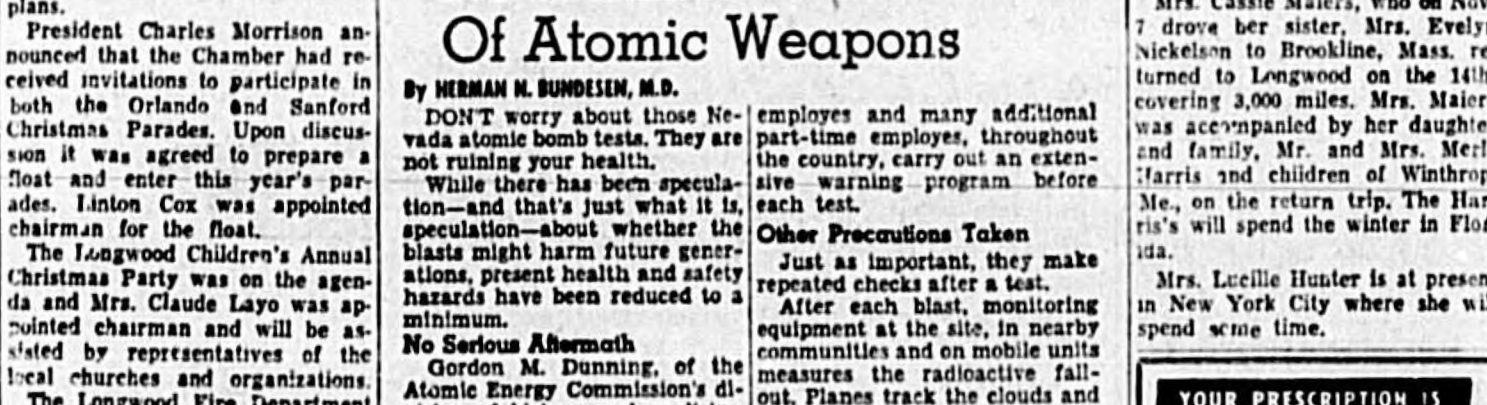 plans.
President Charles Morrison an-
nounced that the Chamber had re-
ceived invitations to participate in
both the Orlando and Sanford
Christmas Parades. Upon discus-
sion it was agreed to prepare a
float and enter this year's par-
ades. Linton Cox was appointed
chairman for the float.
The Longwood Children's Annual
Christmas Party was on the agen-
da and Mrs. Claude Layo was ap-
pointed chairman and will be as-
sisted by representatives of the
local churches and organizations.
The Longwood Fire Department
Of Atomic Weapons
By HERMAN N. BUNDESEN, M.D.
DON'T worry about those Ne-
vada atomic bomb tests. They are
not ruining your health.
While there has been specula-
tion—and that's just what it is,
speculation—about whether the
blasts might harm future gener-
ations, present health and safety
hazards have been reduced to a
minimum.
No Serious Aftermath
Gordon M. Dunning, of the
Atomic Energy Commission's di-
employes and many additional
part-time employes, throughout
the country, carry out an exten-
sive warning program before
each test.
Other Precautions Taken
Just as important, they make
repeated checks after a test.
After each blast, monitoring
equipment at the site, in nearby
communities and on mobile units
measures the radioactive fall-
out. Planes track the clouds and
Mrs. Cassie Maiers, who on Nov
7 drove her sister, Mrs. Evely
Nickelson to Brookline, Mass. re
turned to Longwood on the 14th
covering 3,000 miles. Mrs. Maier
was accompanied by her daughte
and family, Mr. and Mrs. Merl
Harris and children of Winthrop
Me., on the return trip. The Har
ris's will spend the winter in Flor
ida.
Mrs. Lucille Hunter is at presen
in New York City where she wil
spend some time.
YOUR PRESCRIPTION IS